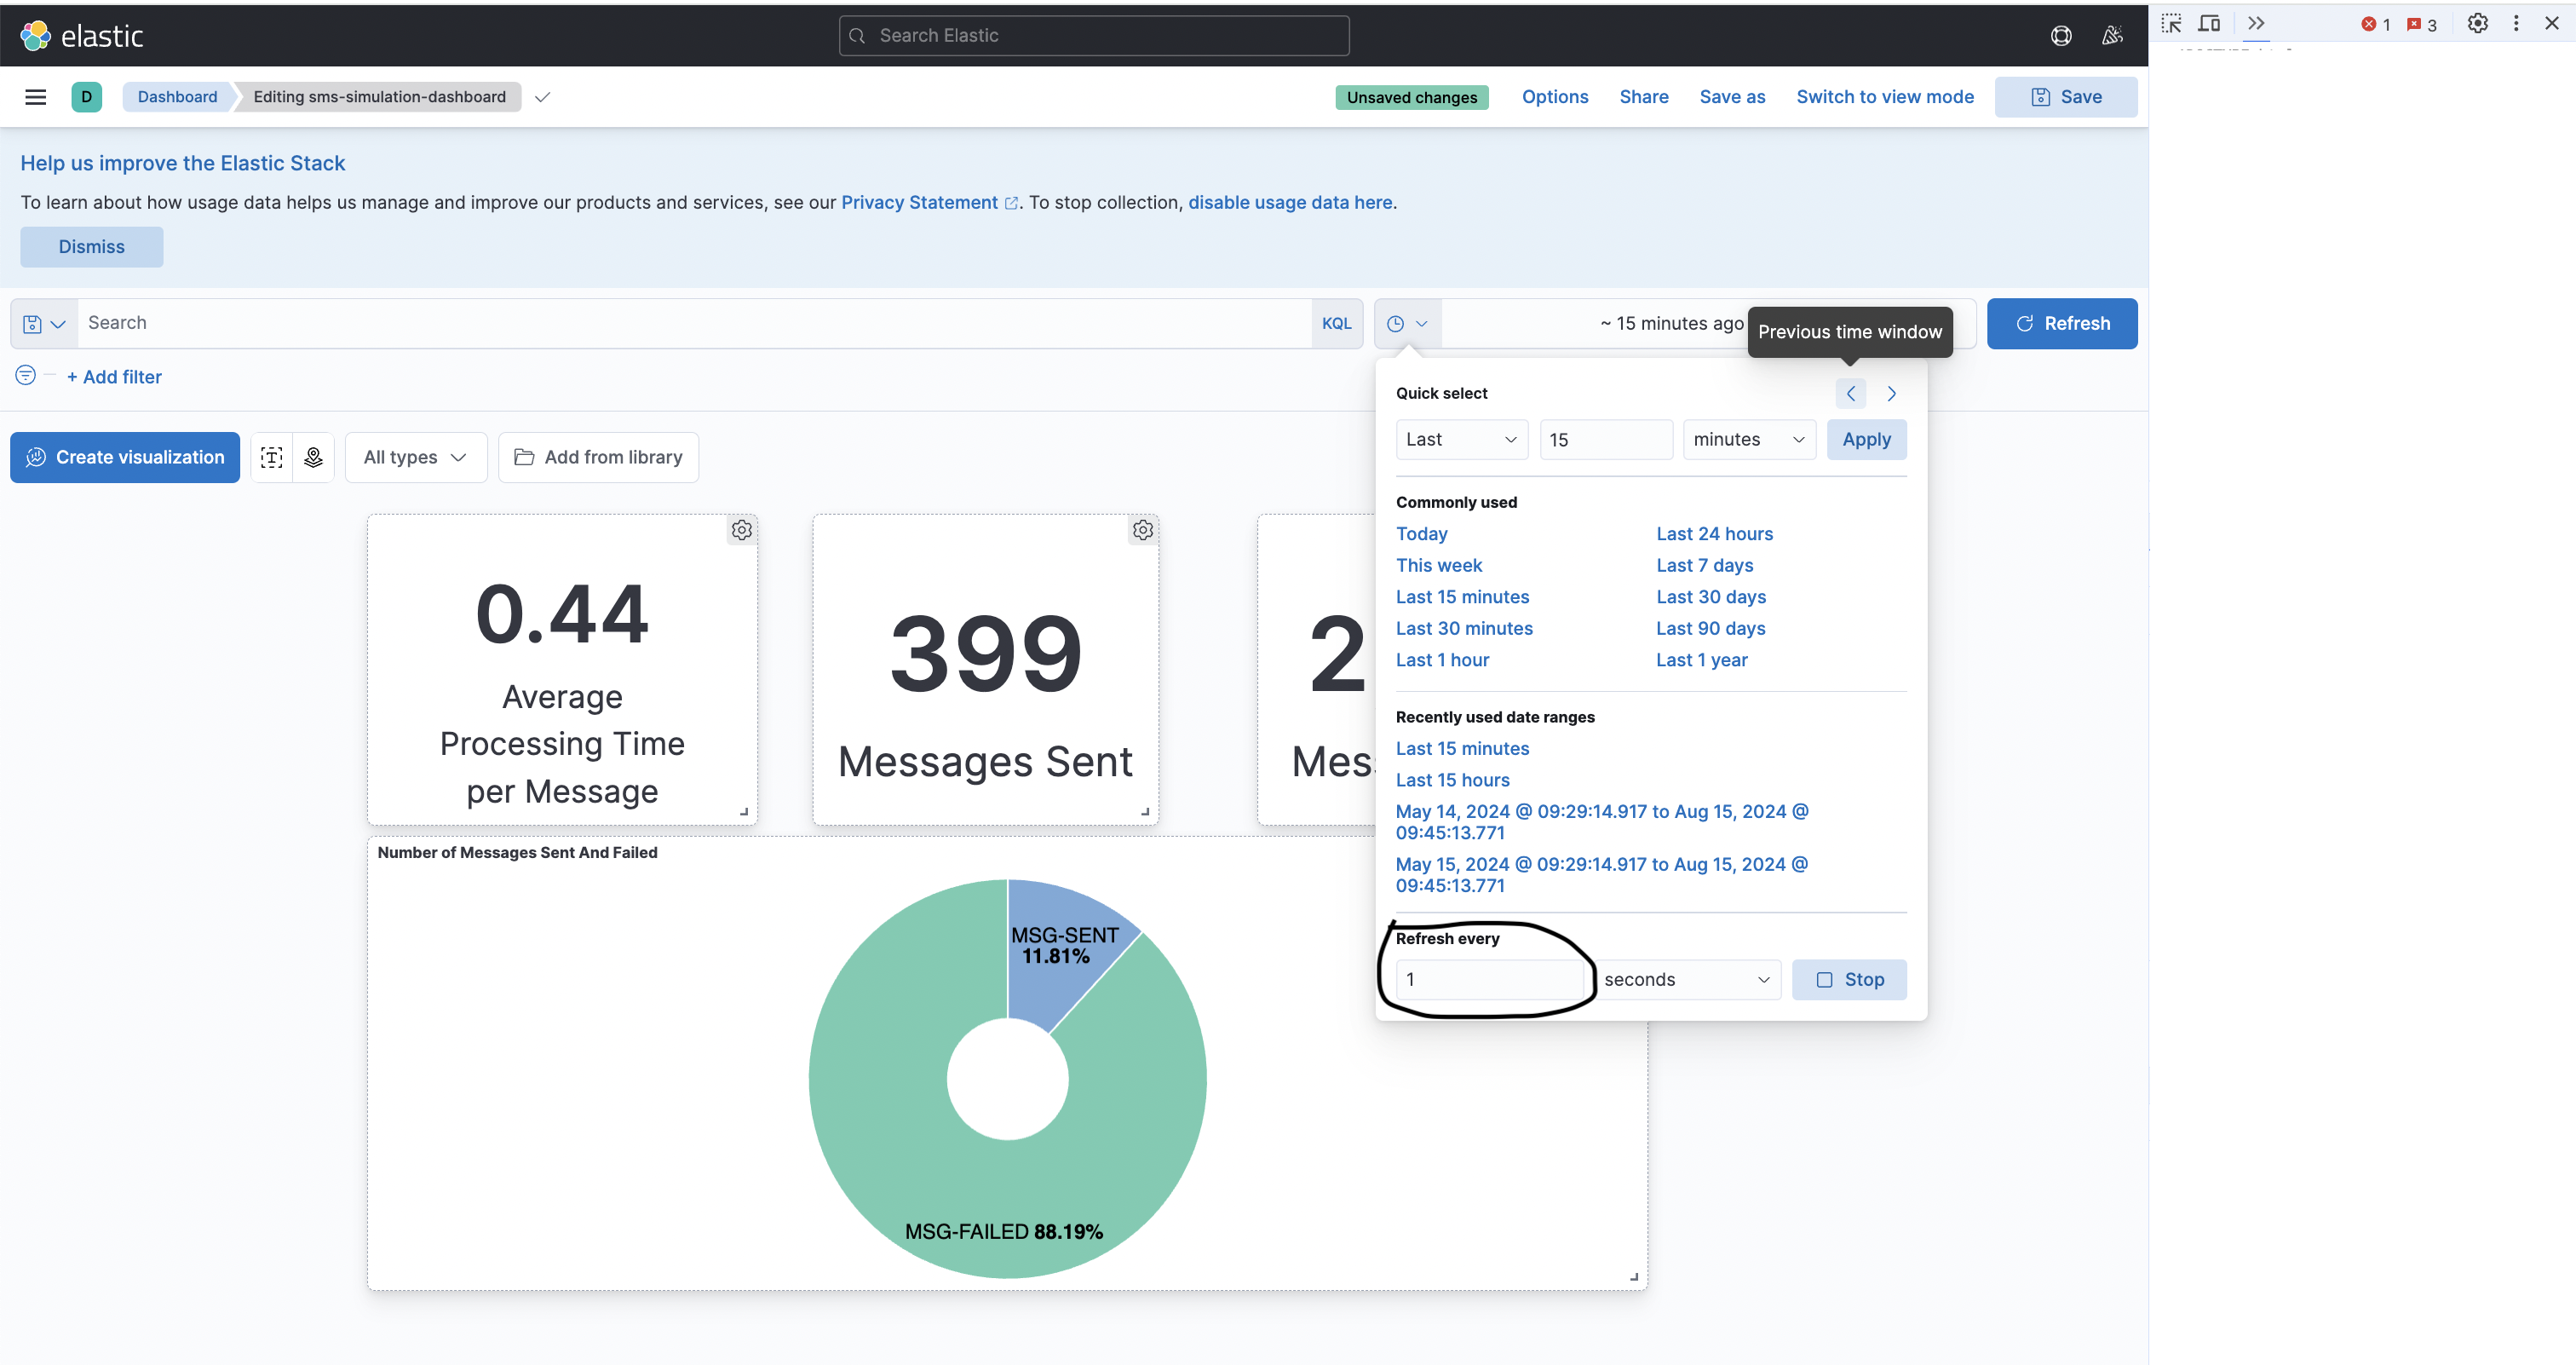 elastic
Search Elastic
1
3
D
Dashboard
Editing sms-simulation-dashboard
Unsaved changes
Options
Share
Save as
Switch to view mode
Save
Help us improve the Elastic Stack
To learn about how usage data helps us manage and improve our products and services, see our Privacy Statement. To stop collection, disable usage data here.
Dismiss
Search
KQL
~ 15 minutes ago
Previous time window
Refresh
+ Add filter
Quick select
Last
15
minutes
Apply
Create visualization
All types
Add from library
Commonly used
Today
Last 24 hours
This week
Last 7 days
Last 15 minutes
Last 30 days
Last 30 minutes
Last 90 days
Last 1 hour
Last 1 year
Recently used date ranges
Last 15 minutes
Last 15 hours
May 14, 2024 @ 09:29:14.917 to Aug 15, 2024 @
09:45:13.771
May 15, 2024 @ 09:29:14.917 to Aug 15, 2024 @
09:45:13.771
Refresh every
1
seconds
Stop
0.44
Average
Processing Time
per Message
399
Messages Sent
2
Mes
Number of Messages Sent And Failed
MSG-SENT
11.81%
MSG-FAILED 88.19%